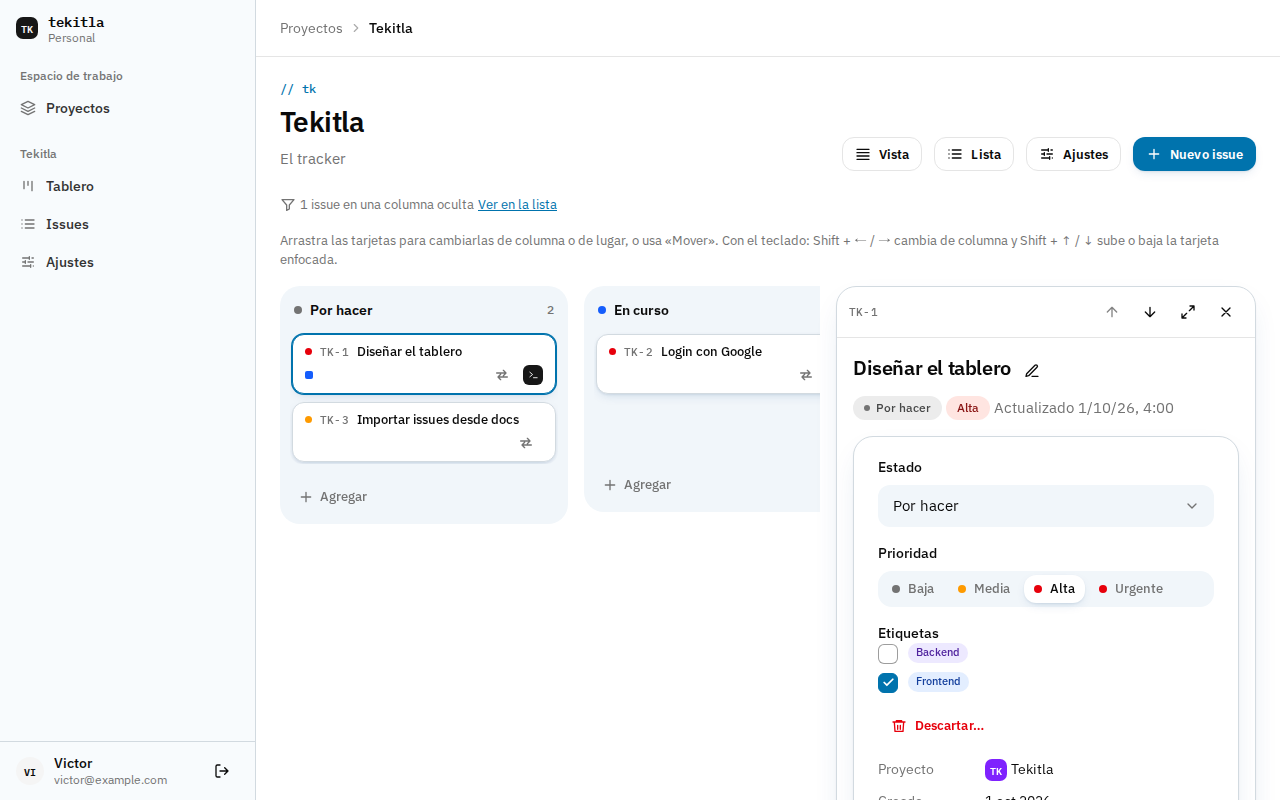 TK
tekitla
Personal
Espacio de trabajo
Proyectos
Tekitla
Tablero
Issues
Ajustes
VI
Victor
victor@example.com
Proyectos > Tekitla
// tk
Tekitla
El tracker
Vista
Lista
Ajustes
Nuevo issue
1 issue en una columna oculta Ver en la lista
Arrastra las tarjetas para cambiarlas de columna o de lugar, o usa «Mover». Con el teclado: Shift + ← / → cambia de columna y Shift + ↑ / ↓ sube o baja la tarjeta
enfocada.
Por hacer 2
TK-1 Diseñar el tablero
TK-3 Importar issues desde docs
Agregar
En curso
TK-2 Login con Google
Agregar
TK-1
Diseñar el tablero
Por hacer Alta Actualizado 1/10/26, 4:00
Estado
Por hacer
Prioridad
Baja Media Alta Urgente
Etiquetas
Backend
Frontend
Descartar...
Proyecto TK Tekitla